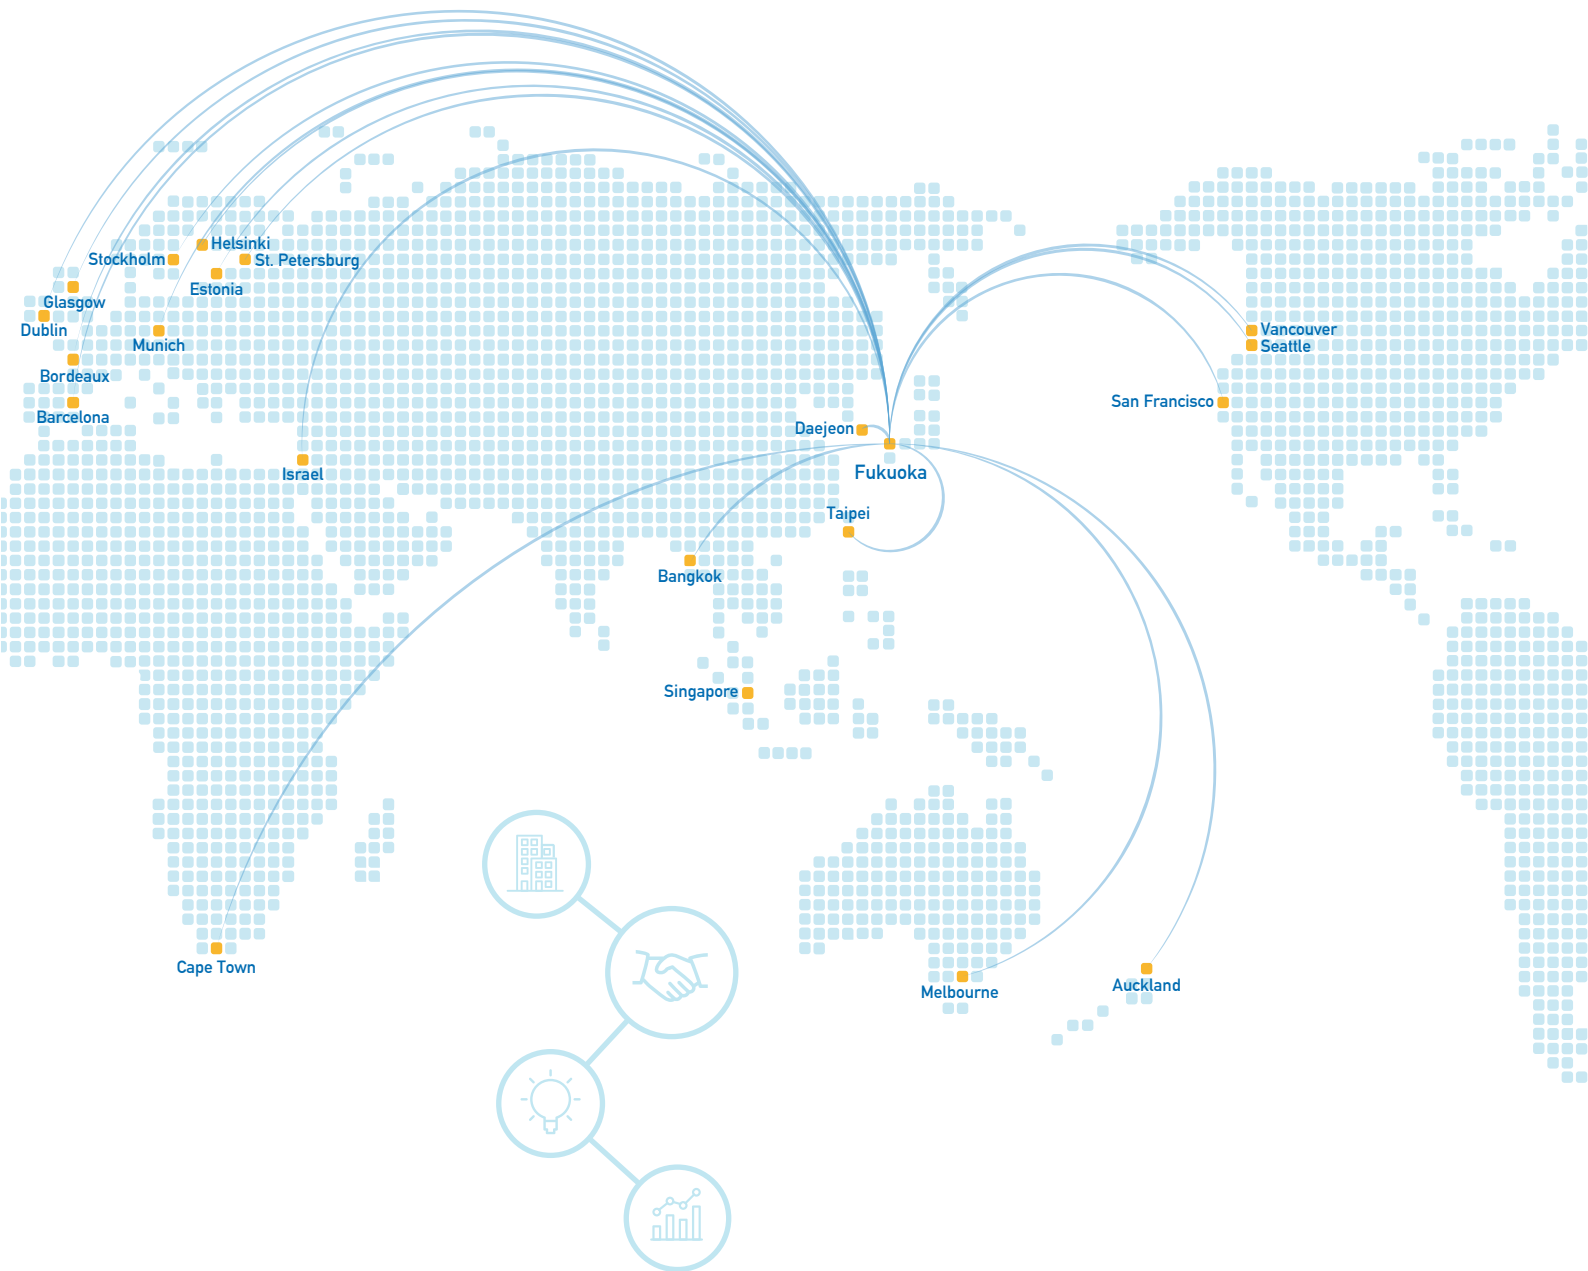 Helsinki
Stockholm
St. Petersburg
Estonia
Glasgow
Dublin
Munich
Bordeaux
Barcelona
Israel
Vancouver
Seattle
San Francisco
Daejeon
Fukuoka
Taipei
Bangkok
Singapore
Cape Town
Melbourne
Auckland